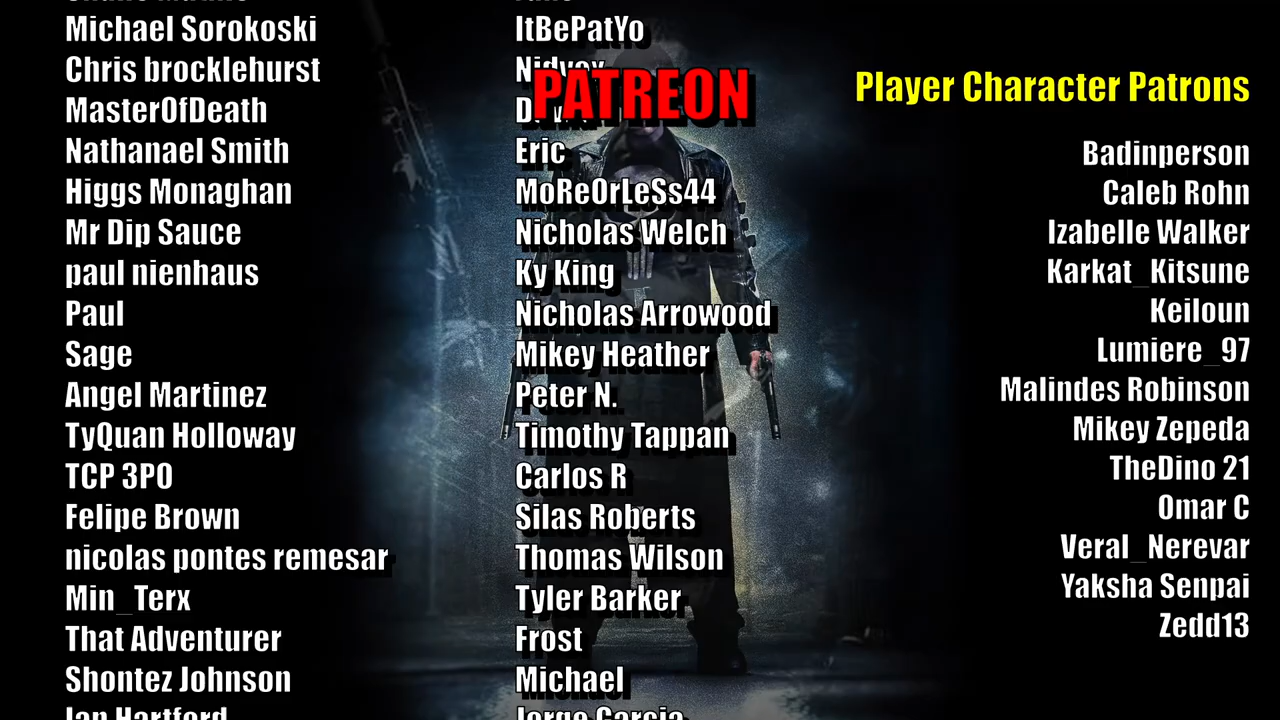 Michael Sorokoski
Chris brocklehurst
MasterOfDeath
Nathanael Smith
Higgs Monaghan
Mr Dip Sauce
paul nienhaus
Paul
Sage
Angel Martinez
TyQuan Holloway
TCP 3PO
Felipe Brown
nicolas pontes remesar
Min_Terx
That Adventurer
Shontez Johnson
Ian Hartford
ItBePatYo
PATREON
Eric
MoReOrLeSs44
Nicholas Welch
Ky King
Nicholas Arrowood
Mikey Heather
Peter N.
Timothy Tappan
Carlos R
Silas Roberts
Thomas Wilson
Tyler Barker
Frost
Michael
Jorge Garcia
Player Character Patrons
Badinperson
Caleb Rohn
Izabelle Walker
Karkat_Kitsune
Keiloun
Lumiere_97
Malindes Robinson
Mikey Zepeda
TheDino 21
Omar C
Veral_Nerevar
Yaksha Senpai
Zedd13